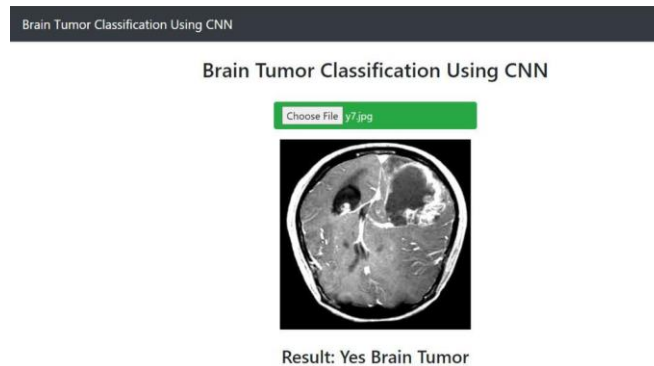 Brain Tumor Classification Using CNN
Brain Tumor Classification Using CNN
Choose File y7.jpg
Result: Yes Brain Tumor